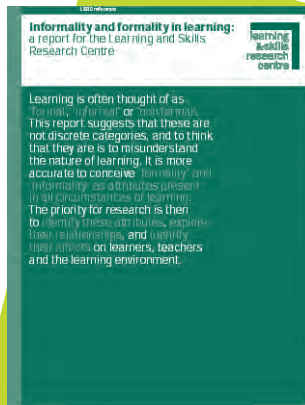 LSRC reference
Informality and formality in learning:
a report for the Learning and Skills
Research Centre
learning
&skills
research
centre
Learning is often thought of as
'formal', 'informal' or 'non-formal'.
This report suggests that these are
not discrete categories, and to think
that they are is to misunderstand
the nature of learning. It is more
accurate to conceive 'formality' and
'informality' as attributes present
in all circumstances of learning.
The priority for research is then
to identify these attributes, explore
their relationships, and identify
their effects on learners, teachers
and the learning environment.